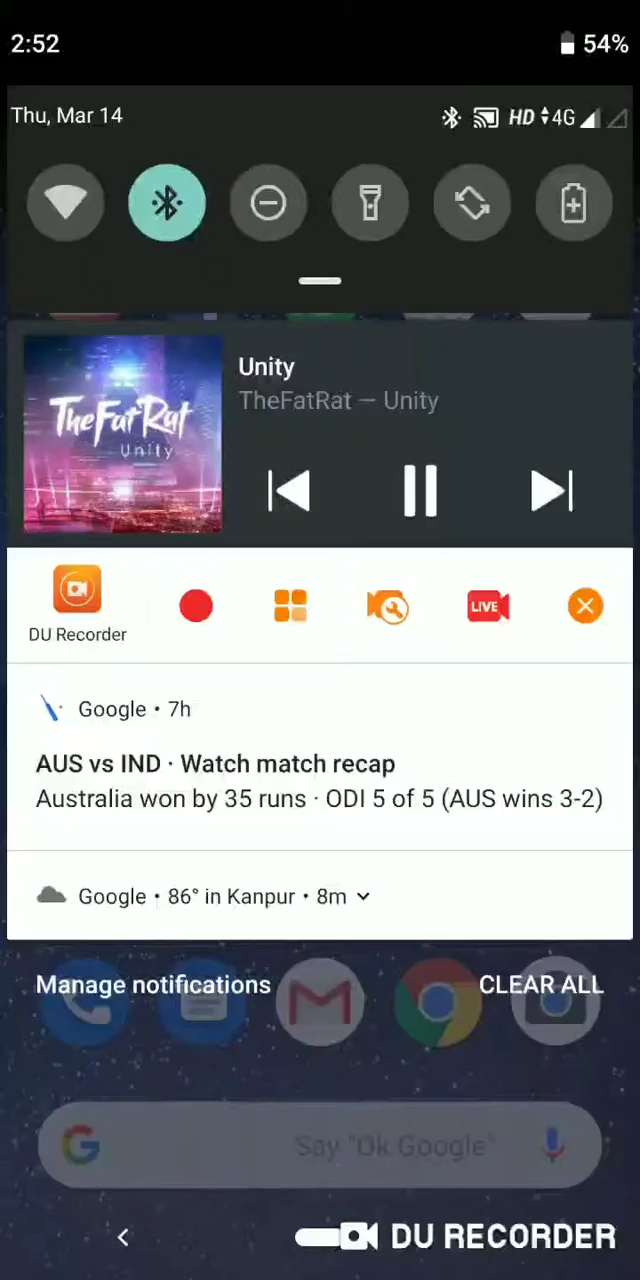 2:52 54%
Thu, Mar 14 HD 4G
TheFatRat
Unity
Unity
TheFatRat — Unity
DU Recorder
LIVE
Google • 7h
AUS vs IND · Watch match recap
Australia won by 35 runs · ODI 5 of 5 (AUS wins 3-2)
Google • 86° in Kanpur • 8m
Manage notifications CLEAR ALL
Say "Ok Google"
DU RECORDER